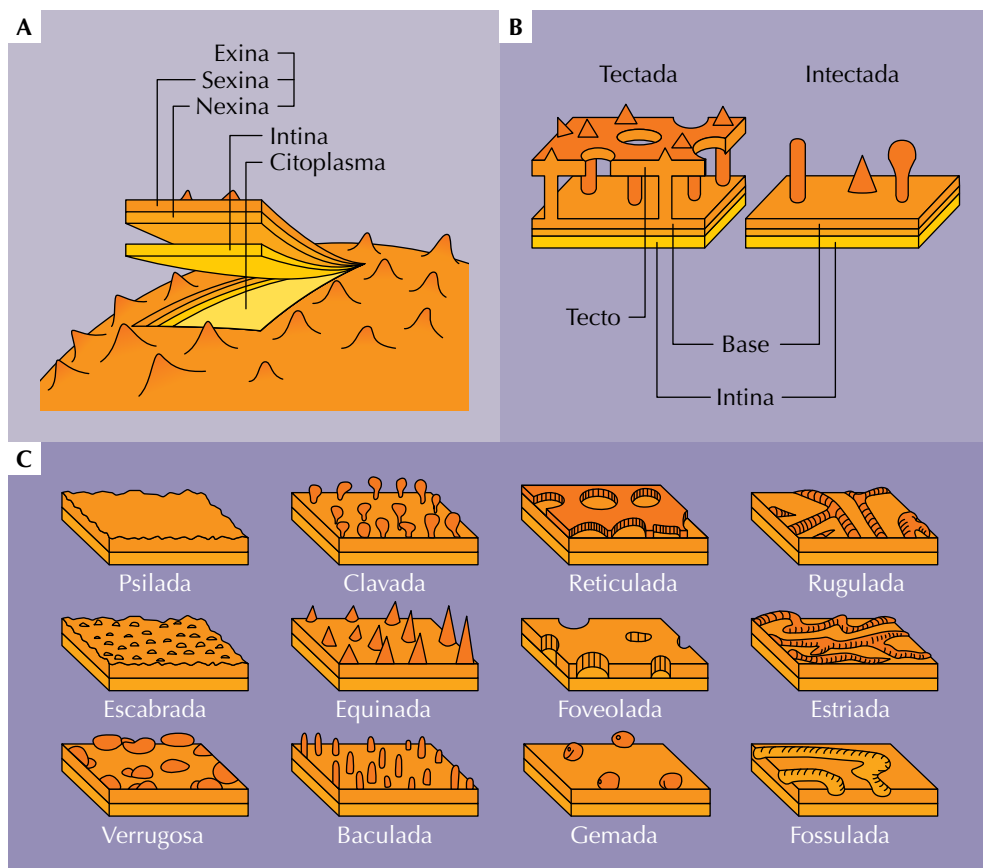 A
Exina
Sexina
Nexina
Intina
Citoplasma
B
Tectada
Intectada
Tecto
Base
Intina
C
Psilada
Clavada
Reticulada
Rugulada
Escabrada
Equinada
Foveolada
Estriada
Verrugosa
Baculada
Gemada
Fossulada